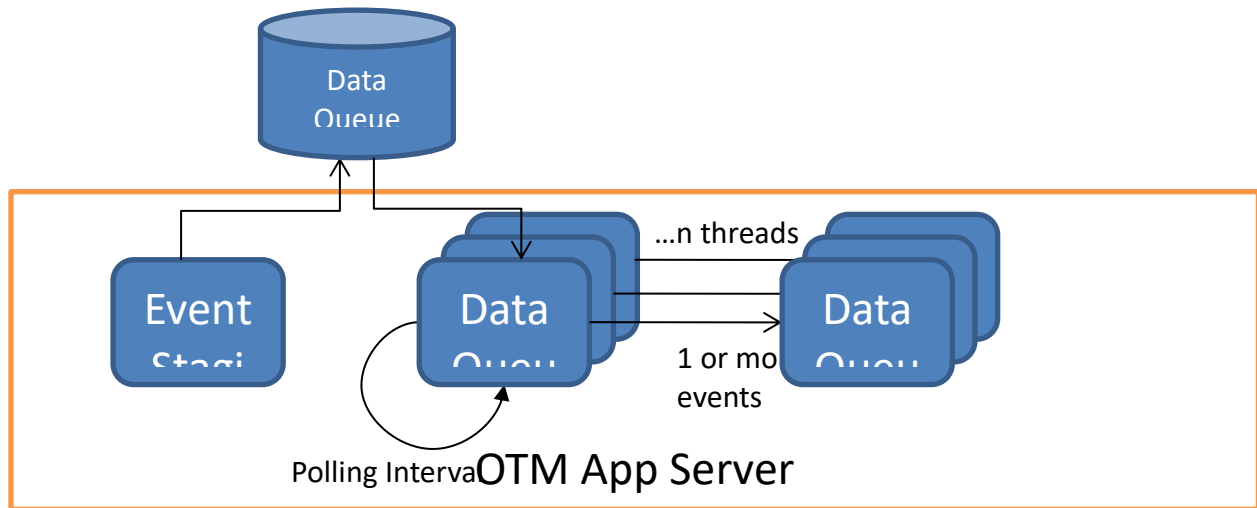 Data
Queue
…n threads
Event
Data
Data
1 or mo
events
Polling Interva
OTM App Server